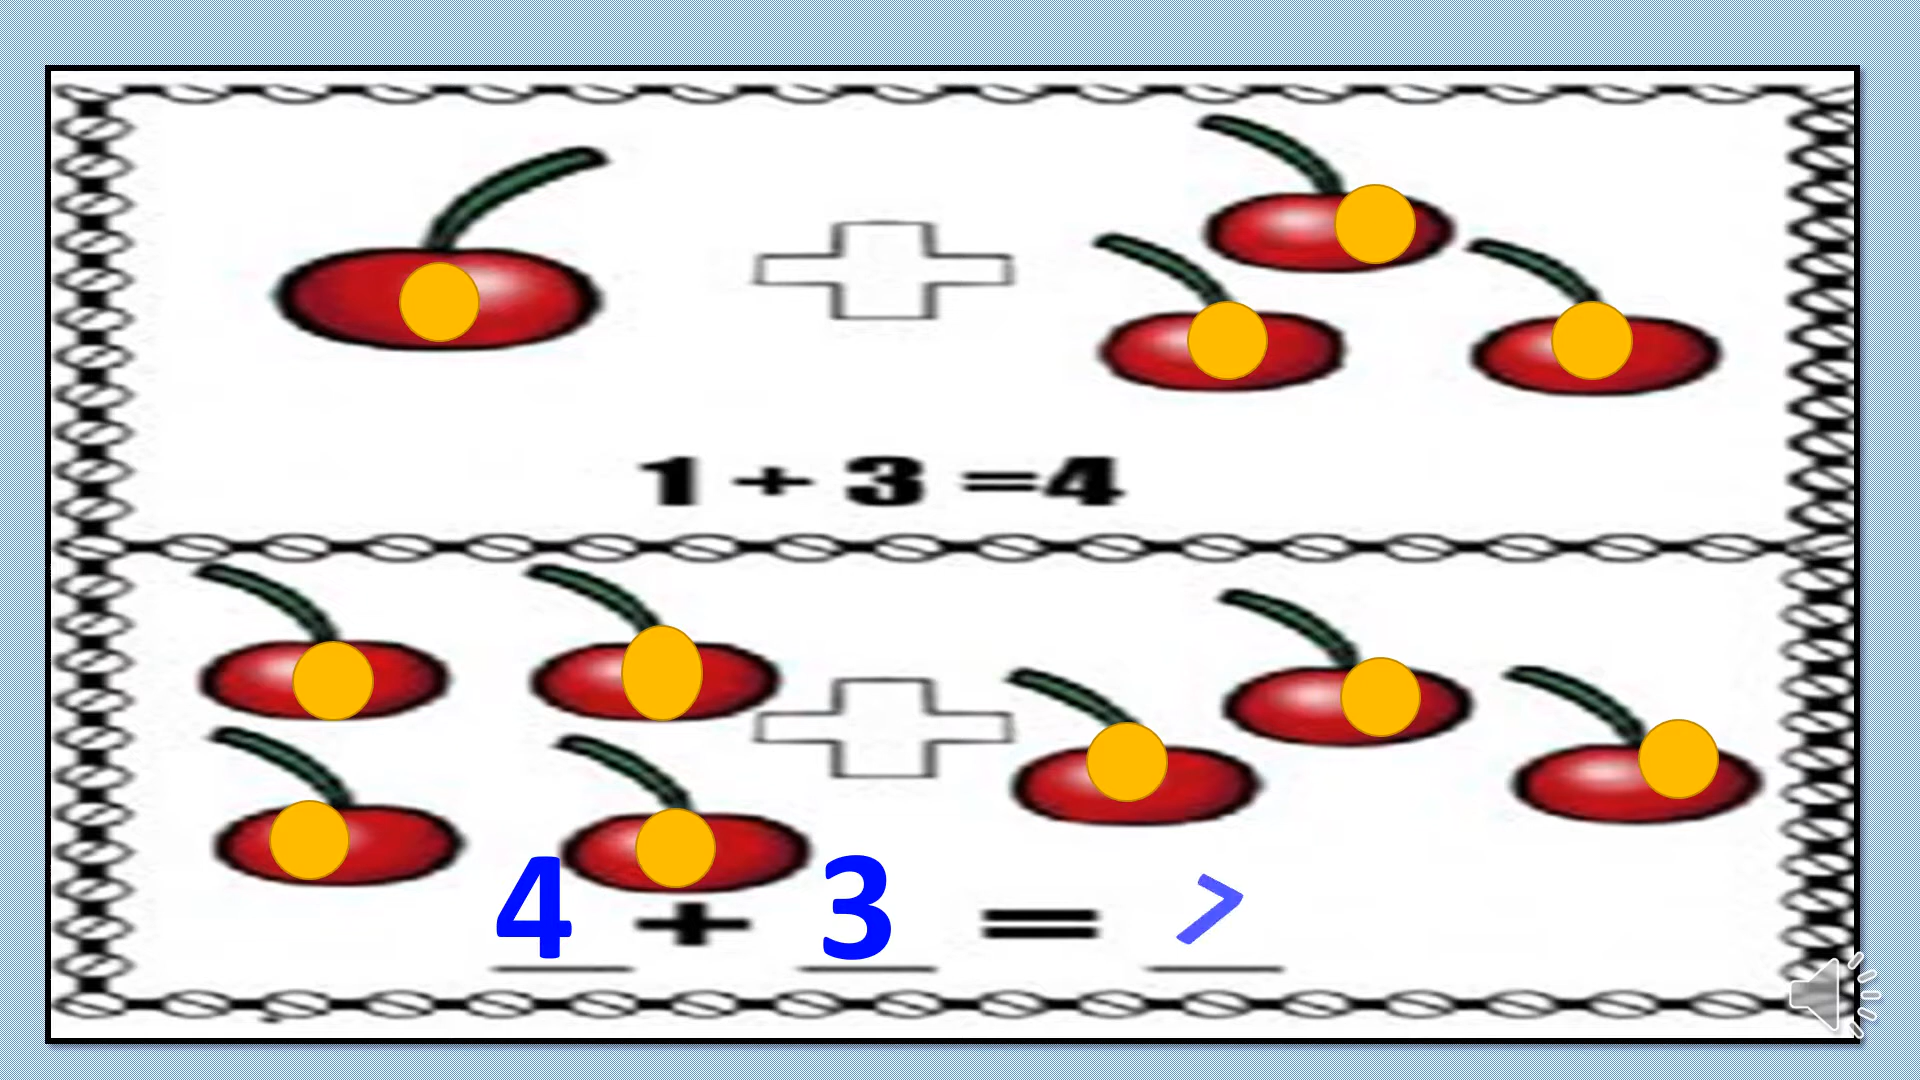 1 + 3 =4
4 + 3 = 7